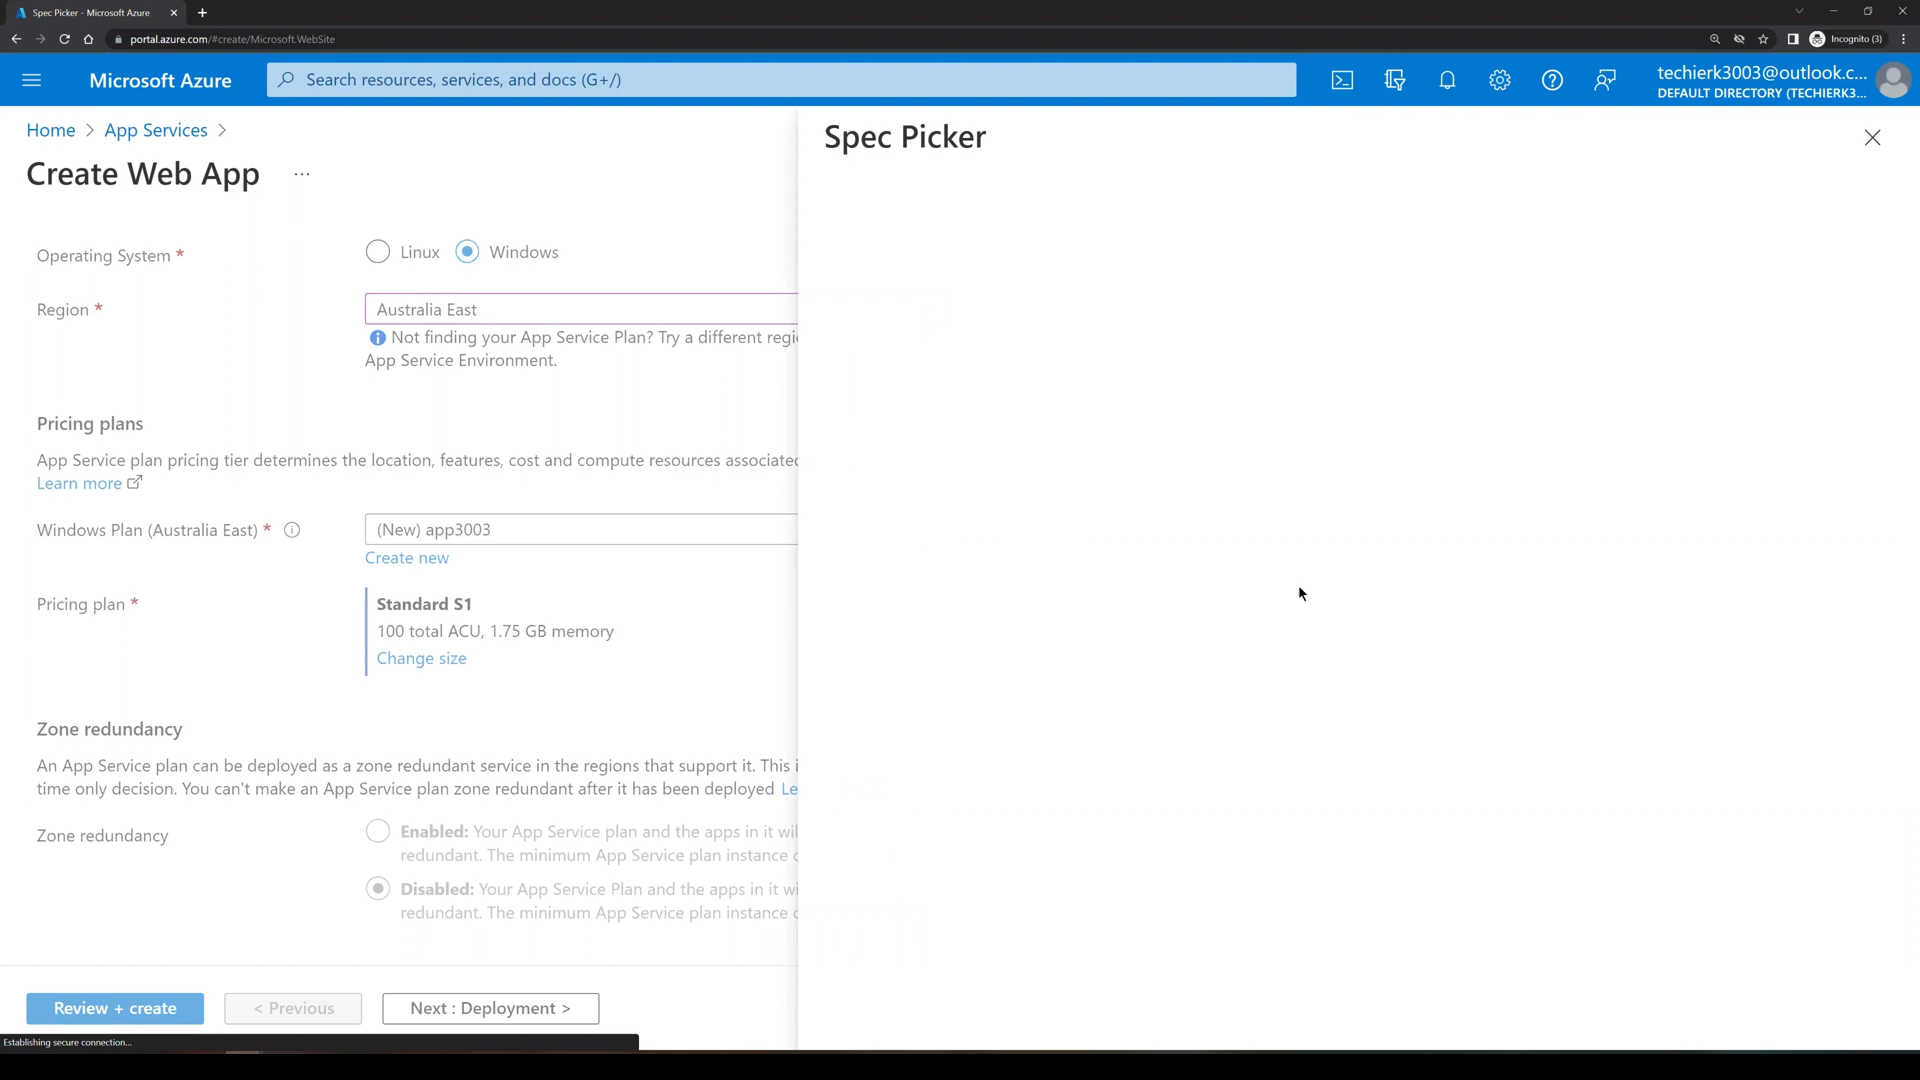 Spec Picker - Microsoft Azure
portal.azure.com/#create/Microsoft.WebSite
Incognito (3)
Microsoft Azure
Search resources, services, and docs (G+/)
techierk3003@outlook.c...
DEFAULT DIRECTORY (TECHIERK3...
Home > App Services >
Create Web App ...
Spec Picker
Operating System *
Linux
Windows
Region *
Australia East
Not finding your App Service Plan? Try a different regi
App Service Environment.
Pricing plans
App Service plan pricing tier determines the location, features, cost and compute resources associated
Learn more
Windows Plan (Australia East) *
(New) app3003
Create new
Pricing plan *
Standard S1
100 total ACU, 1.75 GB memory
Change size
Zone redundancy
An App Service plan can be deployed as a zone redundant service in the regions that support it. This i
time only decision. You can't make an App Service plan zone redundant after it has been deployed Le
Zone redundancy
Enabled: Your App Service plan and the apps in it wil
redundant. The minimum App Service plan instance c
Disabled: Your App Service Plan and the apps in it wi
redundant. The minimum App Service plan instance c
Review + create
< Previous
Next : Deployment >
Establishing secure connection...